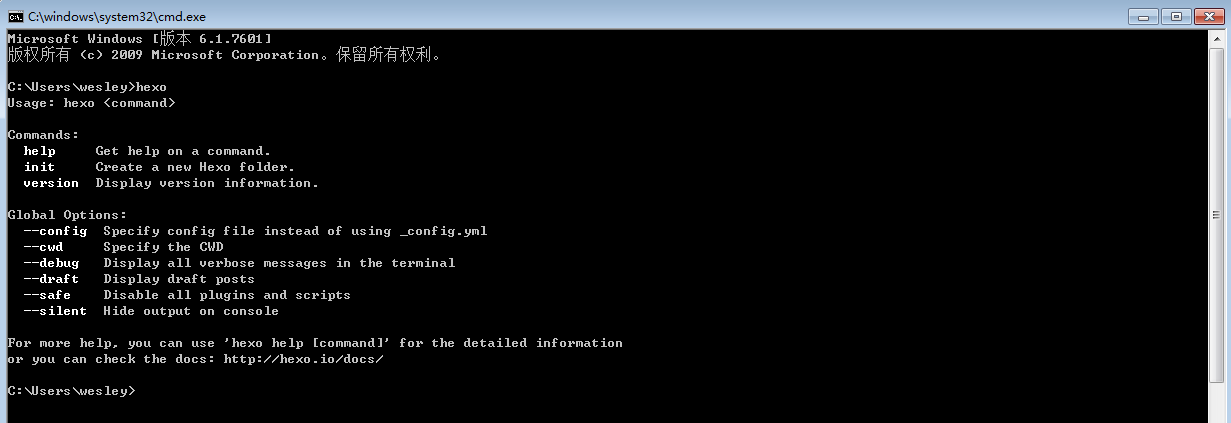 C:\windows\system32\cmd.exe
Microsoft Windows [版本 6.1.7601]
版权所有 (c) 2009 Microsoft Corporation。保留所有权利。
C:\Users\wesley>hexo
Usage: hexo <command>
Commands:
help     Get help on a command.
init     Create a new Hexo folder.
version  Display version information.
Global Options:
--config  Specify config file instead of using _config.yml
--cwd     Specify the CWD
--debug   Display all verbose messages in the terminal
--draft   Display draft posts
--safe    Disable all plugins and scripts
--silent  Hide output on console
For more help, you can use 'hexo help [command]' for the detailed information
or you can check the docs: http://hexo.io/docs/
C:\Users\wesley>